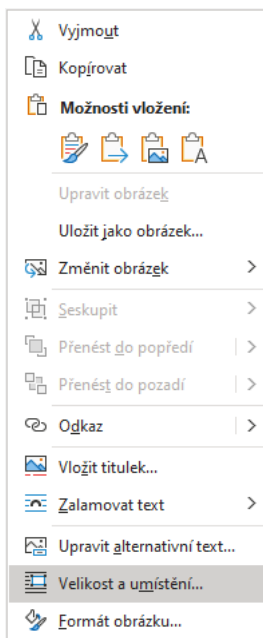 Vyjmout
Kopírovat
Možnosti vložení:
A
Upravit obrázek
Uložit jako obrázek...
Změnit obrázek
Seskupit
Přenést do popředí
Přenést do pozadí
Odkaz
Vložit titulek...
Zalamovat text
Upravit alternativní text...
Velikost a umístění...
Formát obrázku...